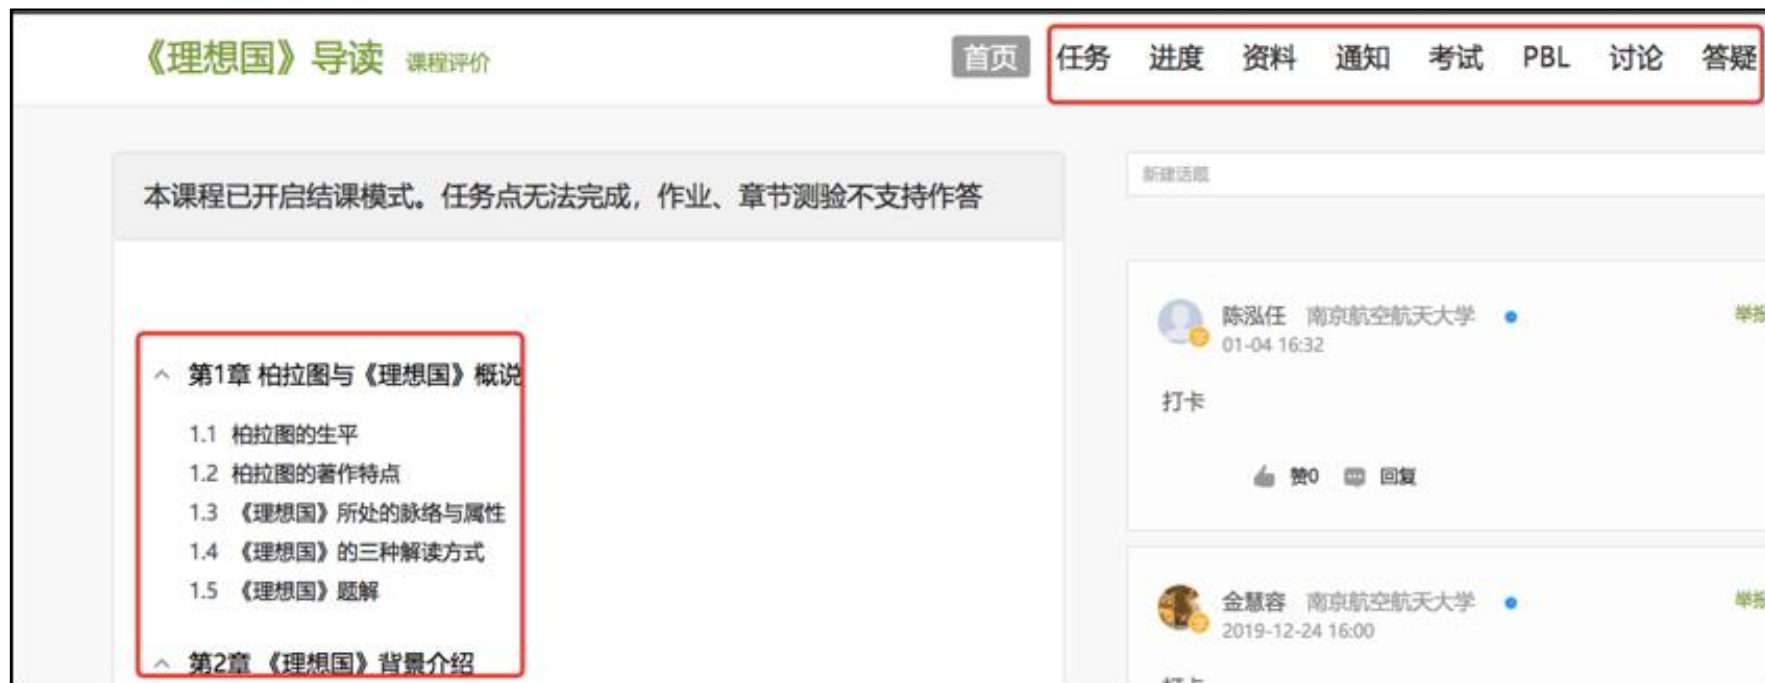 《理想国》导读 课程评价
首页 任务 进度 资料 通知 考试 PBL 讨论 答疑
本课程已开启结课模式。任务点无法完成，作业、章节测验不支持作答
第1章 柏拉图与《理想国》概说
1.1 柏拉图的生平
1.2 柏拉图的著作特点
1.3 《理想国》所处的脉络与属性
1.4 《理想国》的三种解读方式
1.5 《理想国》题解
第2章 《理想国》背景介绍
新建话题
陈泓任 南京航空航天大学 举报
01-04 16:32
打卡
赞0 回复
金慧容 南京航空航天大学 举报
2019-12-24 16:00